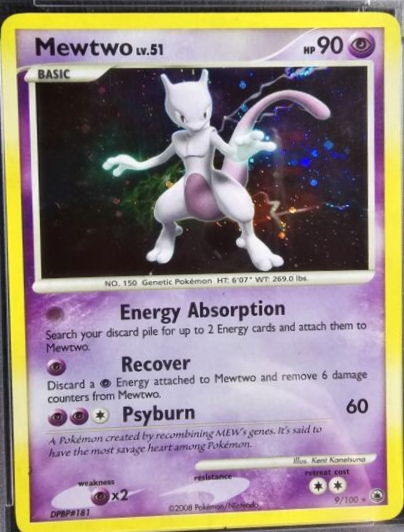 Mewtwo LV.51 HP 90
BASIC
NO. 150 Genetic Pokémon HT: 6'07" WT: 269.0 lbs.
Energy Absorption
Search your discard pile for up to 2 Energy cards and attach them to
Mewtwo.
Recover
Discard a Energy attached to Mewtwo and remove 6 damage
counters from Mewtwo.
Psyburn 60
A Pokémon created by recombining MEW's genes. It's said to
have the most savage heart among Pokémon.
Illus. Kent Kanetsuna
weakness resistance retreat cost
x2
9/100
DPBP#181 ©2008 Pokémon/Nintendo